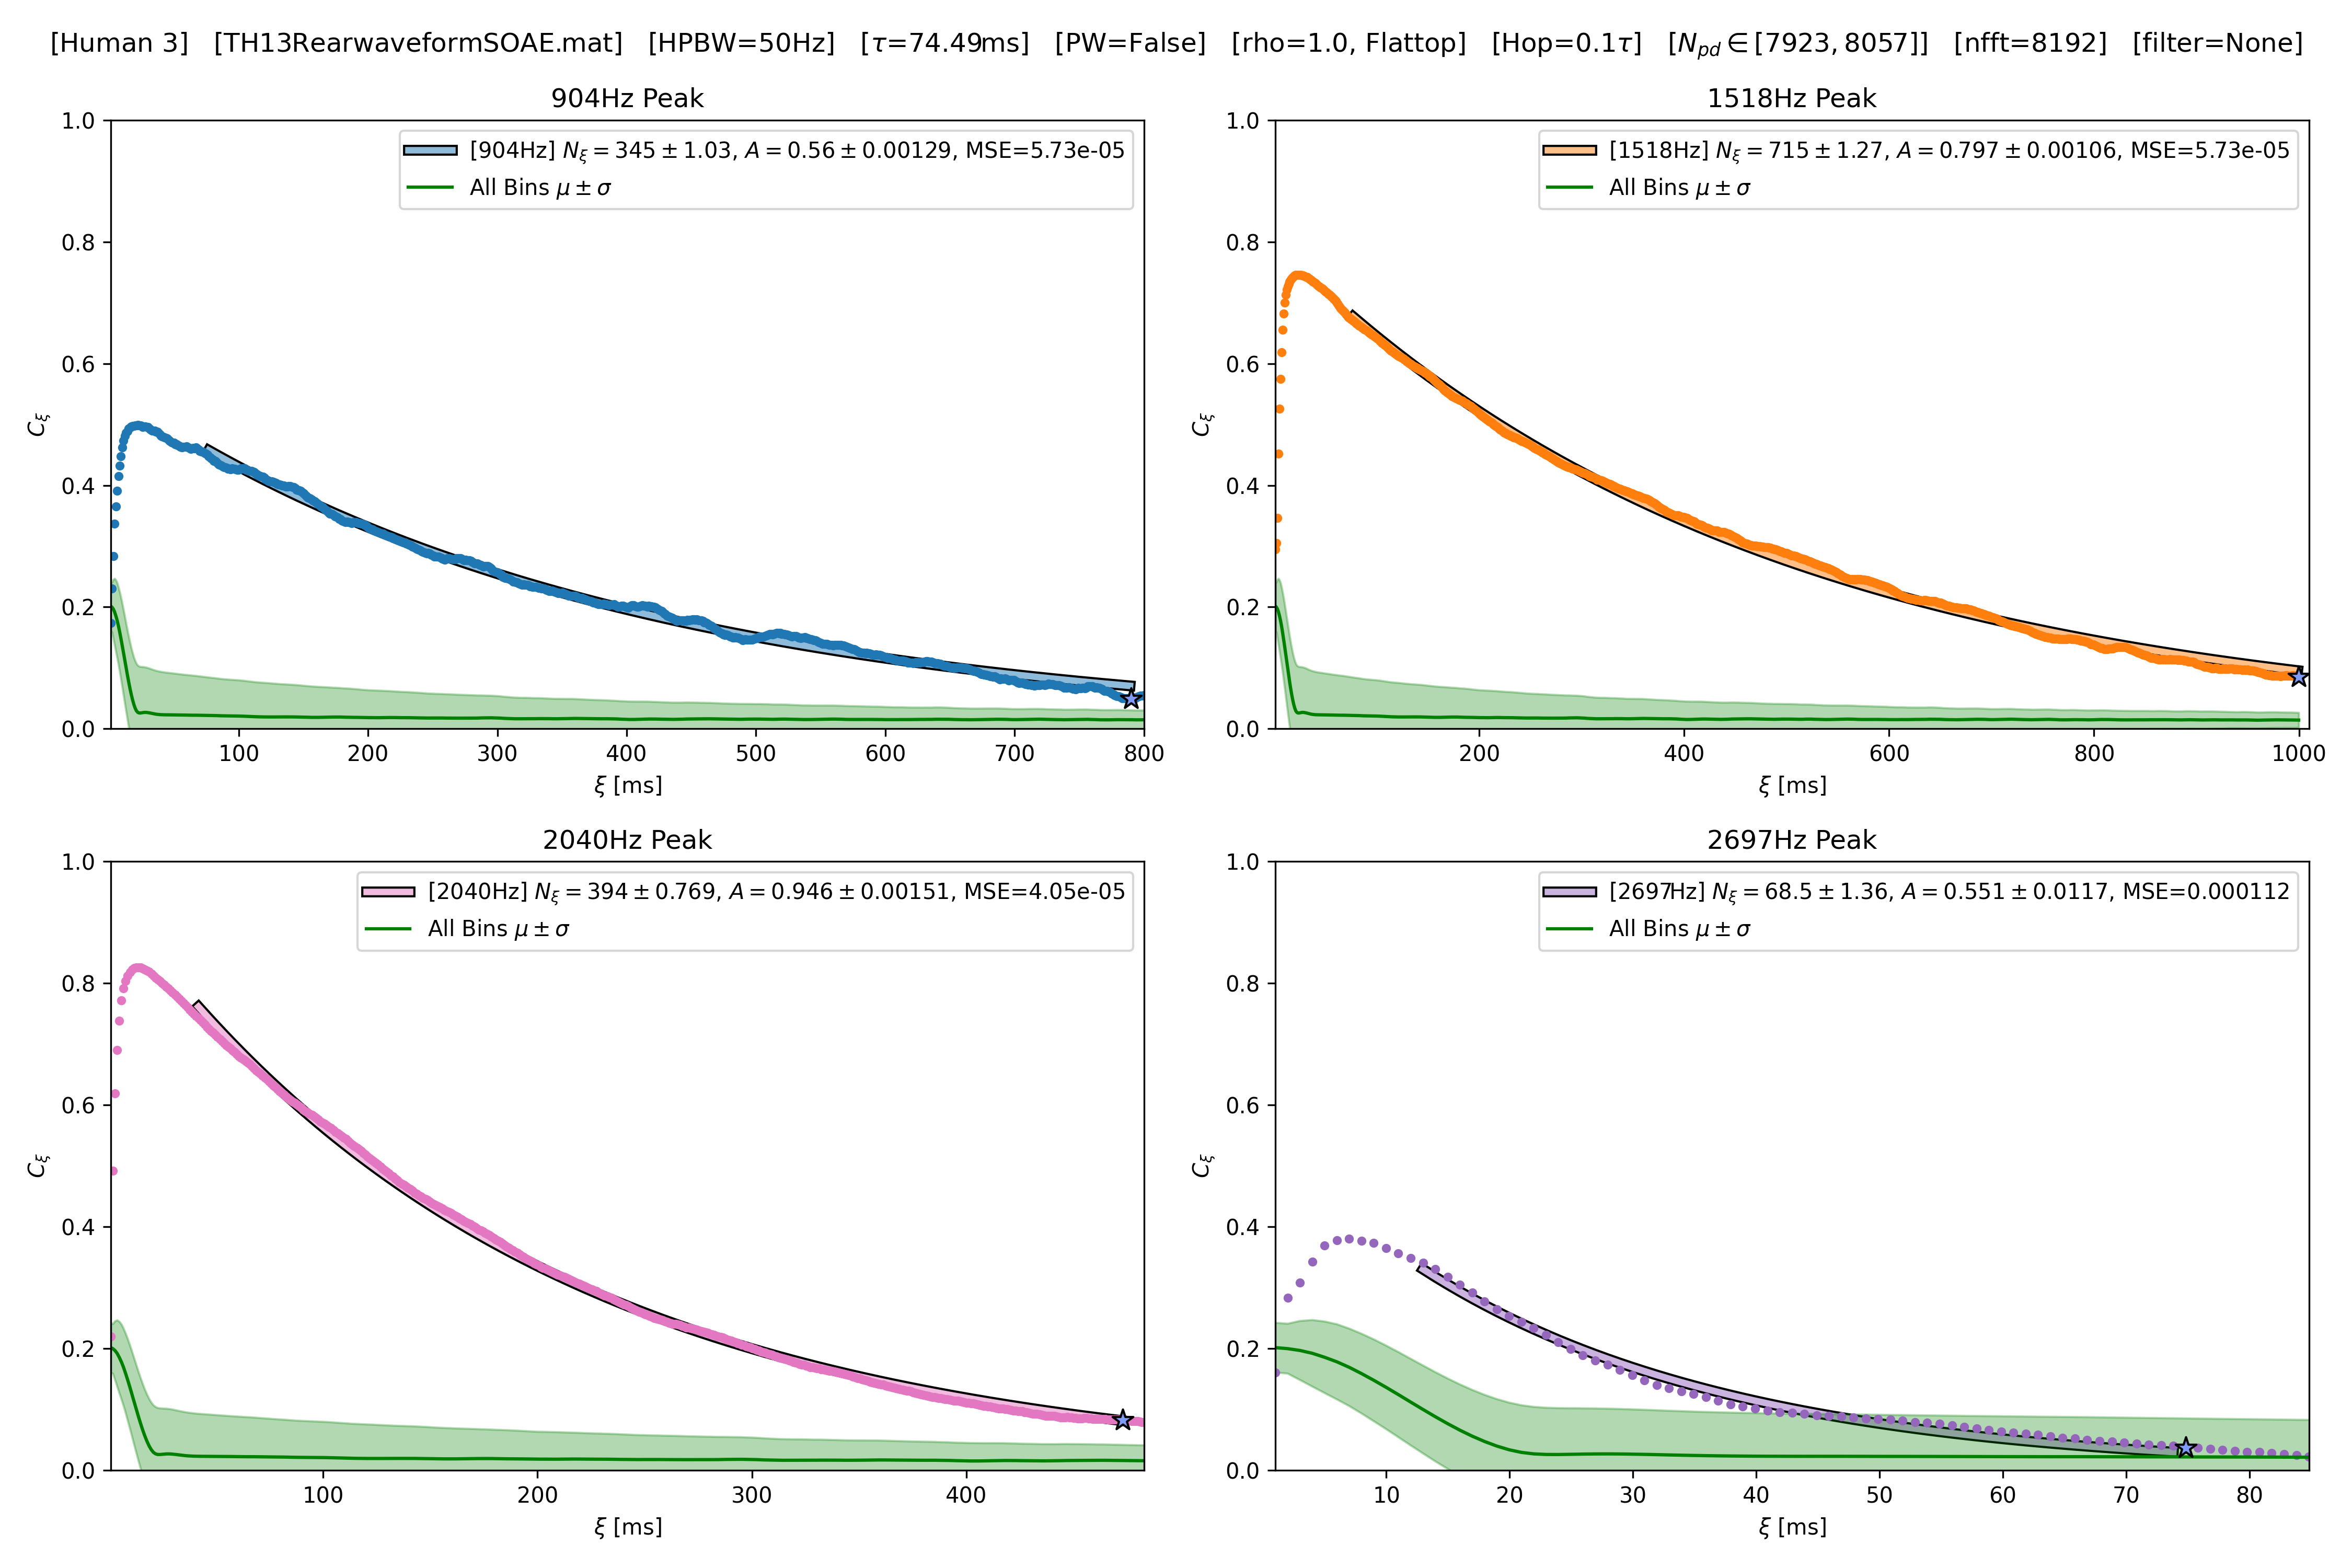 [Human 3] [TH13RearwaveformSOAE.mat] [HPBW=50Hz] [τ=74.49ms] [PW=False] [rho=1.0, Flattop] [Hop=0.1τ] [N_pd ∈ [7923, 8057]] [nfft=8192] [filter=None]
904Hz Peak
[904Hz] N_ξ = 345 ± 1.03, A = 0.56 ± 0.00129, MSE=5.73e-05
All Bins μ ± σ
1.0
0.8
0.6
0.4
0.2
0.0
C_ξ
100 200 300 400 500 600 700 800
ξ [ms]
1518Hz Peak
[1518Hz] N_ξ = 715 ± 1.27, A = 0.797 ± 0.00106, MSE=5.73e-05
All Bins μ ± σ
1.0
0.8
0.6
0.4
0.2
0.0
C_ξ
200 400 600 800 1000
ξ [ms]
2040Hz Peak
[2040Hz] N_ξ = 394 ± 0.769, A = 0.946 ± 0.00151, MSE=4.05e-05
All Bins μ ± σ
1.0
0.8
0.6
0.4
0.2
0.0
C_ξ
100 200 300 400
ξ [ms]
2697Hz Peak
[2697Hz] N_ξ = 68.5 ± 1.36, A = 0.551 ± 0.0117, MSE=0.000112
All Bins μ ± σ
1.0
0.8
0.6
0.4
0.2
0.0
C_ξ
10 20 30 40 50 60 70 80
ξ [ms]